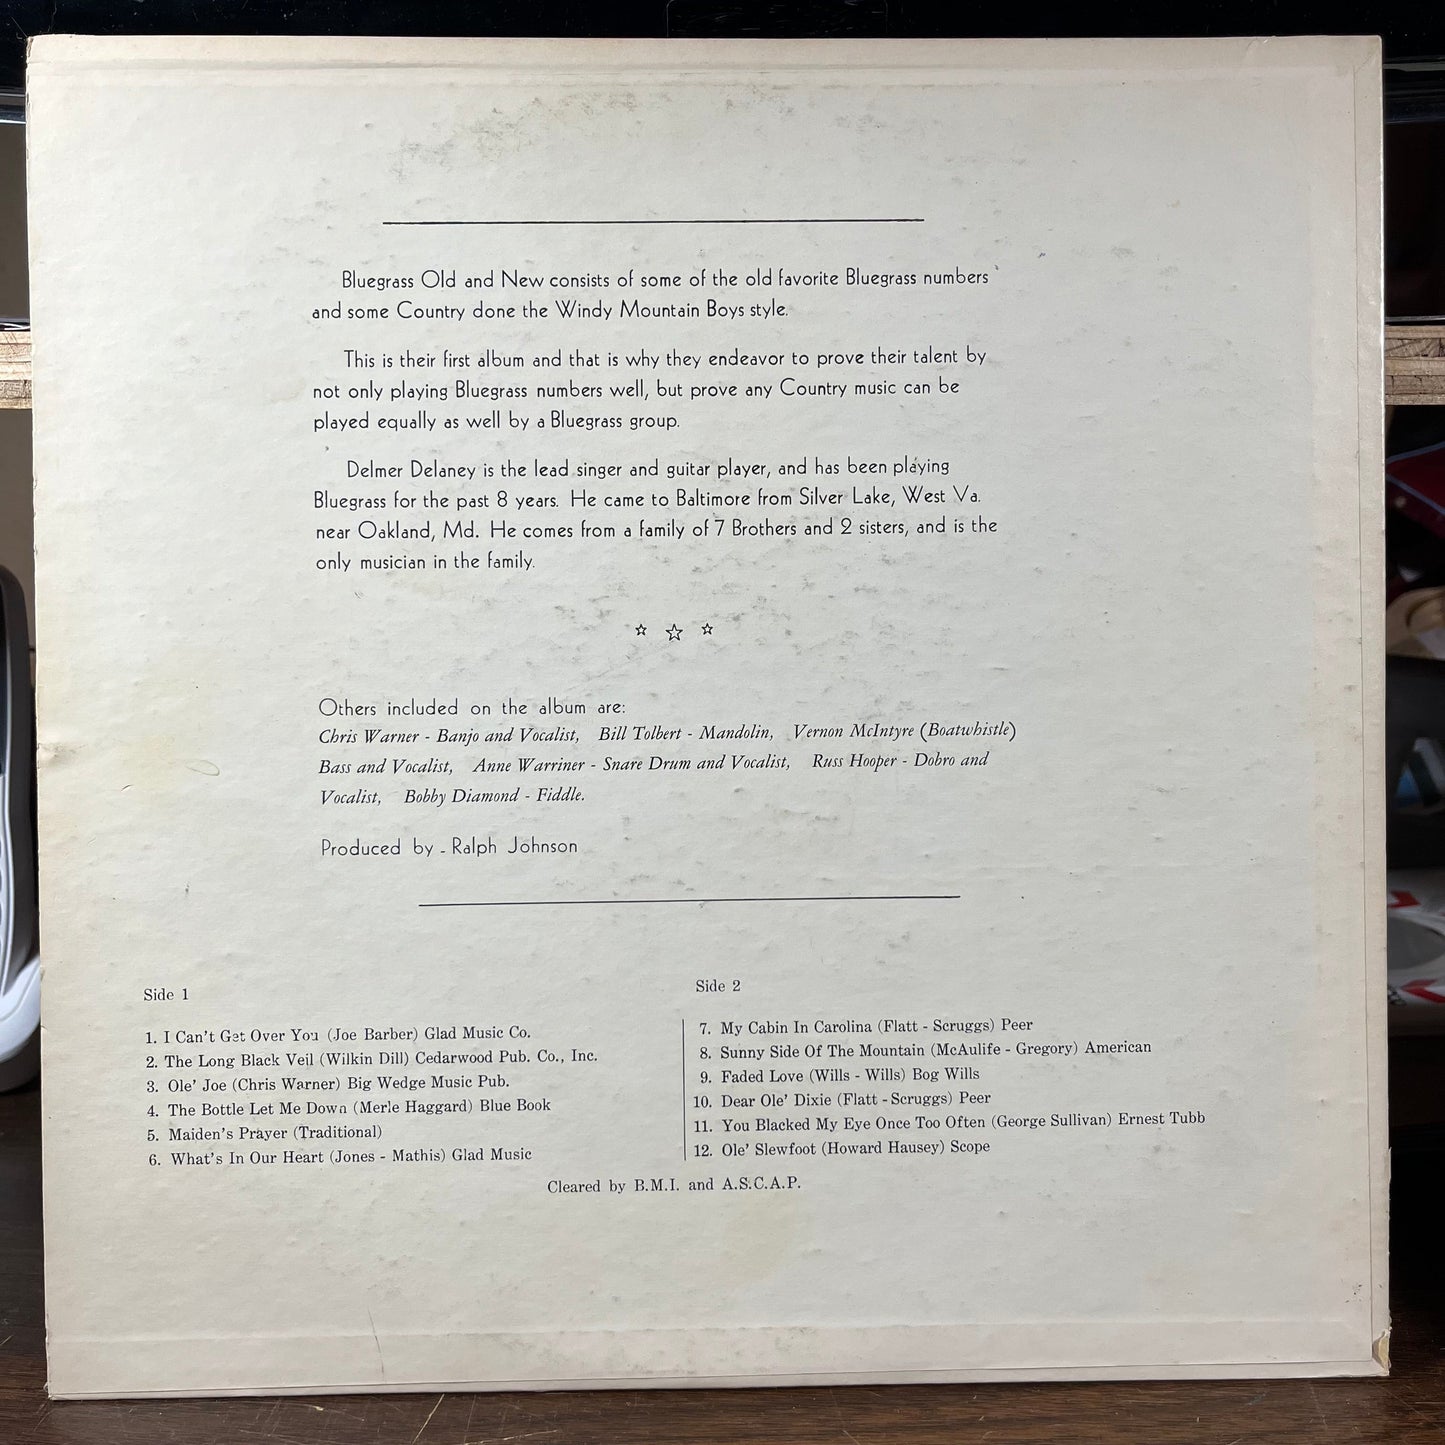 Bluegrass Old and New consists of some of the old favorite Bluegrass numbers
and some Country done the Windy Mountain Boys style.
This is their first album and that is why they endeavor to prove their talent by
not only playing Bluegrass numbers well, but prove any Country music can be
played equally as well by a Bluegrass group.
Delmer Delaney is the lead singer and guitar player, and has been playing
Bluegrass for the past 8 years. He came to Baltimore from Silver Lake, West Va.
near Oakland, Md. He comes from a family of 7 Brothers and 2 sisters, and is the
only musician in the family.
Others included on the album are:
Chris Warner - Banjo and Vocalist, Bill Tolbert - Mandolin, Vernon McIntyre (Boatwhistle)
Bass and Vocalist, Anne Warriner - Snare Drum and Vocalist, Russ Hooper - Dobro and
Vocalist, Bobby Diamond - Fiddle.
Produced by - Ralph Johnson
Side 1
1. I Can't Get Over You (Joe Barber) Glad Music Co.
2. The Long Black Veil (Wilkin Dill) Cedarwood Pub. Co., Inc.
3. Ole' Joe (Chris Warner) Big Wedge Music Pub.
4. The Bottle Let Me Down (Merle Haggard) Blue Book
5. Maiden's Prayer (Traditional)
6. What's In Our Heart (Jones - Mathis) Glad Music
Side 2
7. My Cabin In Carolina (Flatt - Scruggs) Peer
8. Sunny Side Of The Mountain (McAulife - Gregory) American
9. Faded Love (Wills - Wills) Bog Wills
10. Dear Ole' Dixie (Flatt - Scruggs) Peer
11. You Blacked My Eye Once Too Often (George Sullivan) Ernest Tubb
12. Ole' Slewfoot (Howard Hausey) Scope
Cleared by B.M.I. and A.S.C.A.P.